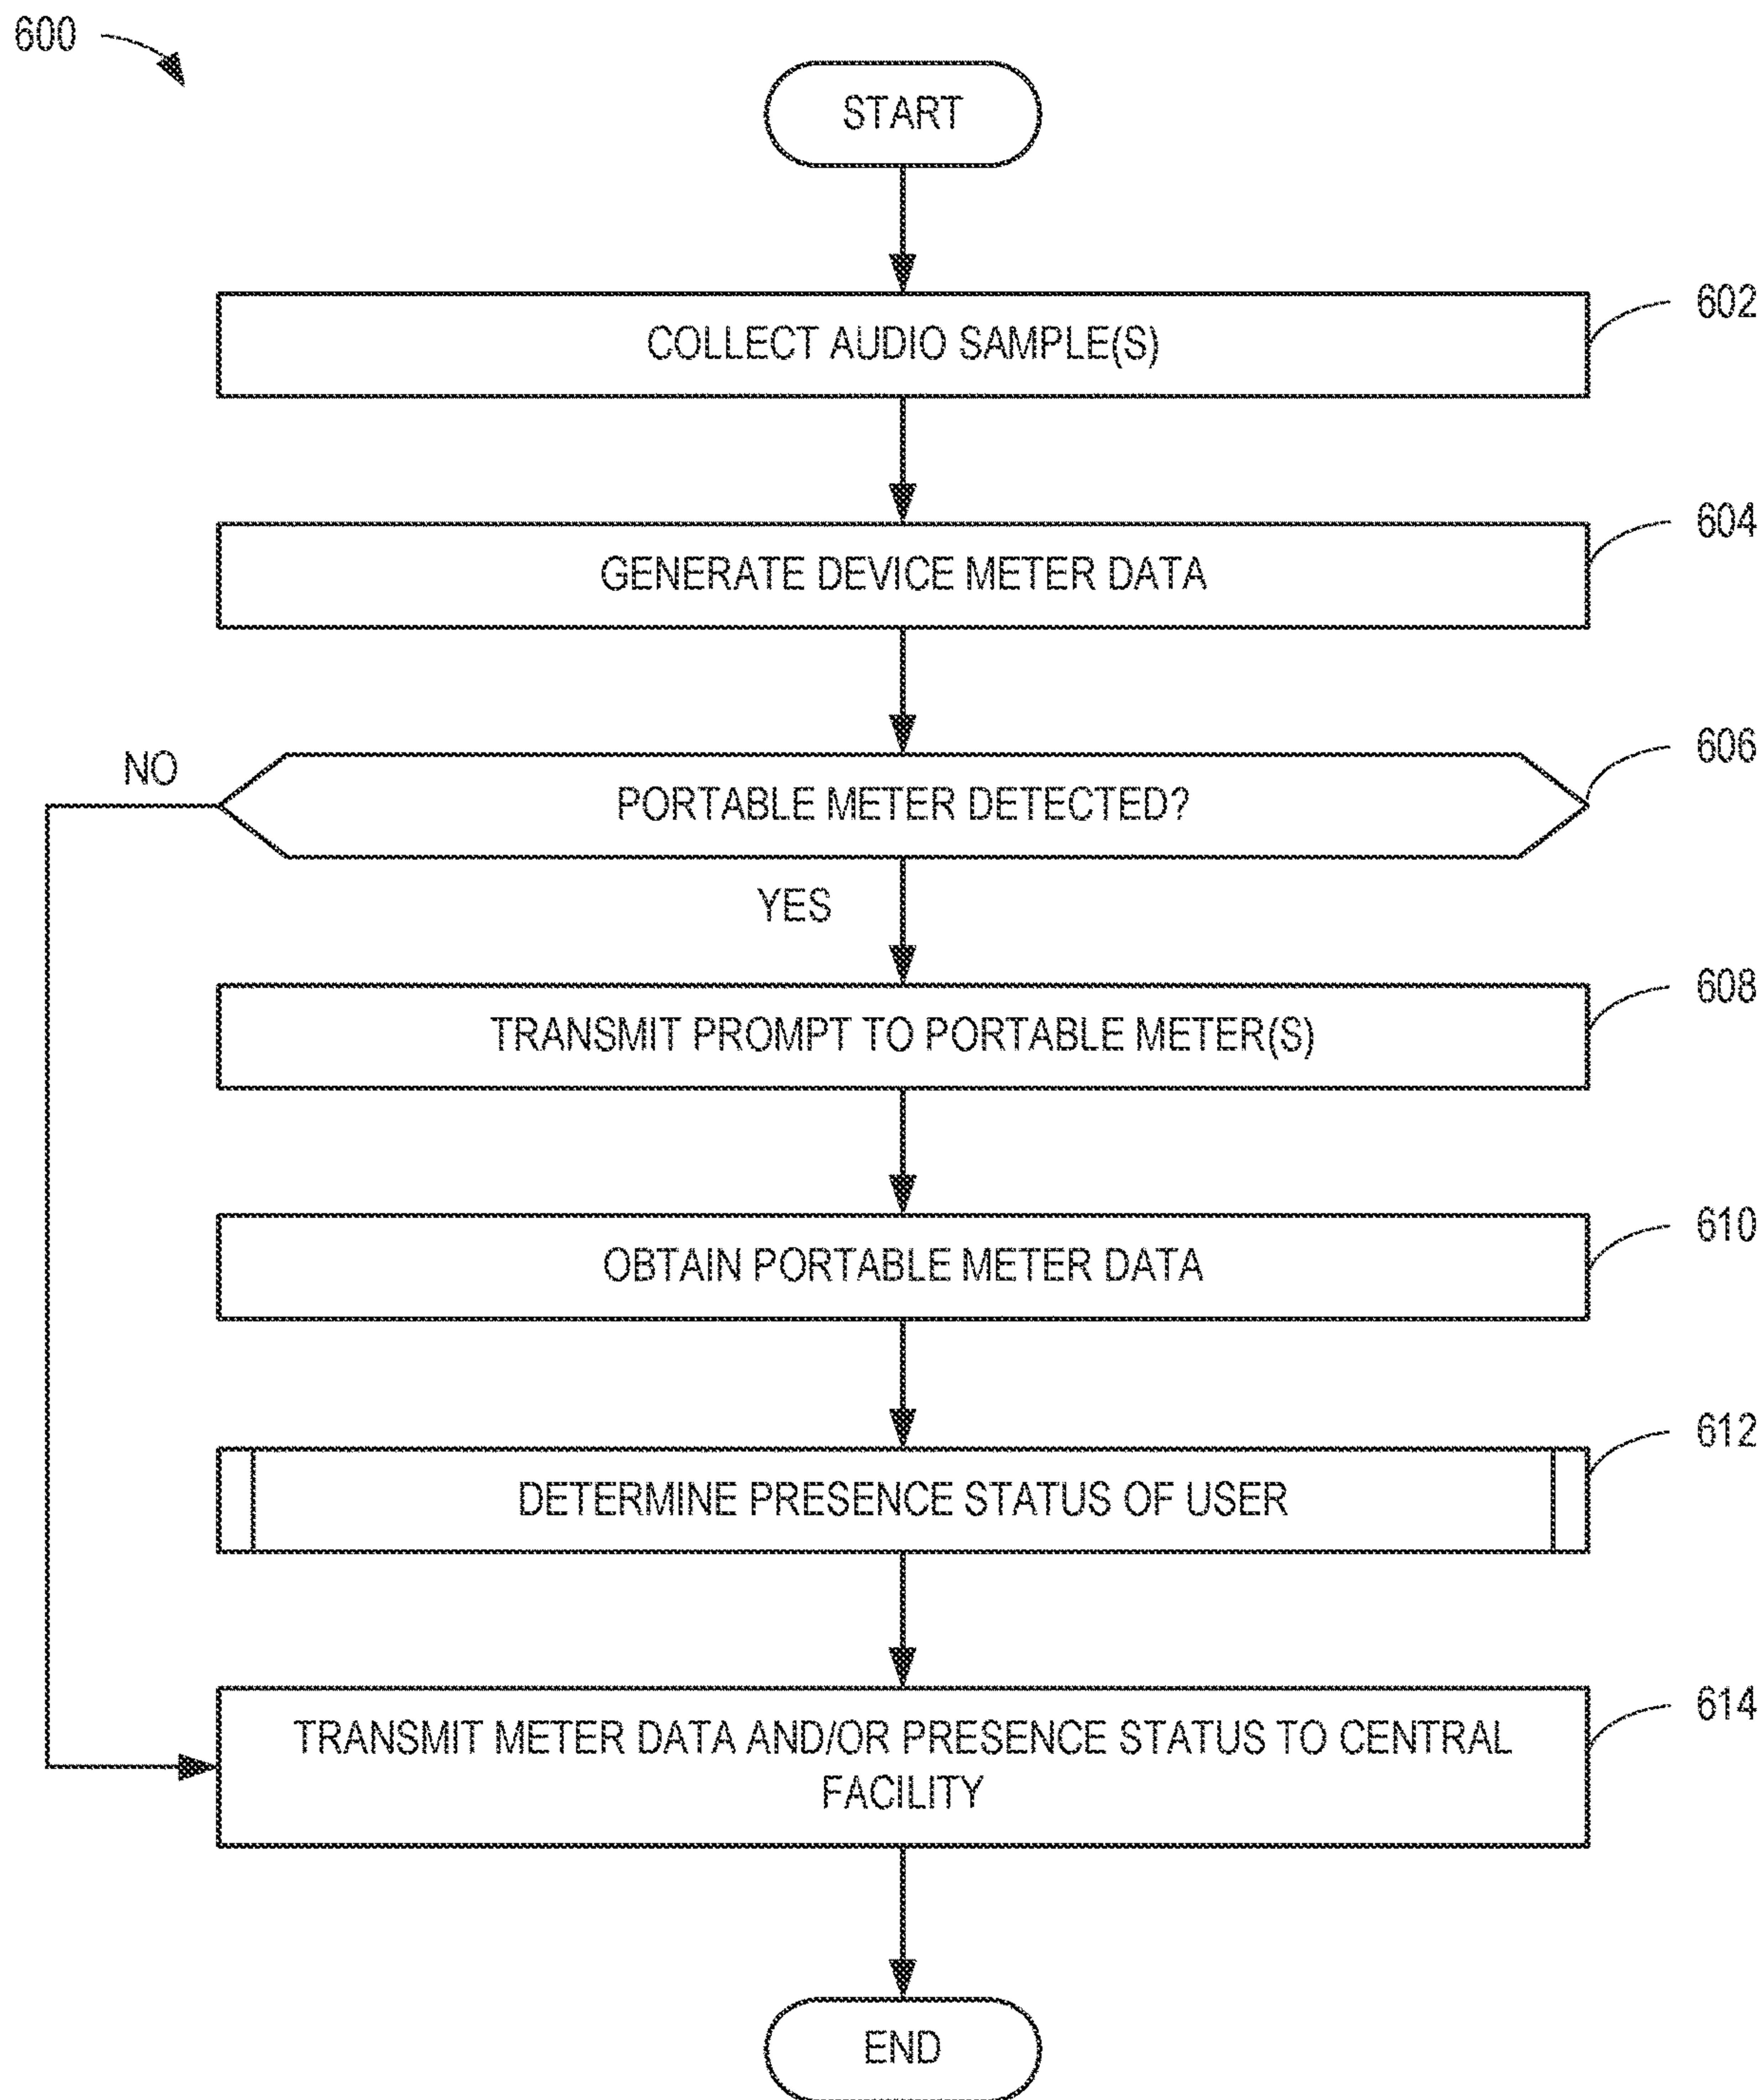 600
START
COLLECT AUDIO SAMPLE(S)
602
GENERATE DEVICE METER DATA
604
NO
PORTABLE METER DETECTED?
606
YES
TRANSMIT PROMPT TO PORTABLE METER(S)
608
OBTAIN PORTABLE METER DATA
610
DETERMINE PRESENCE STATUS OF USER
612
TRANSMIT METER DATA AND/OR PRESENCE STATUS TO CENTRAL
FACILITY
614
END